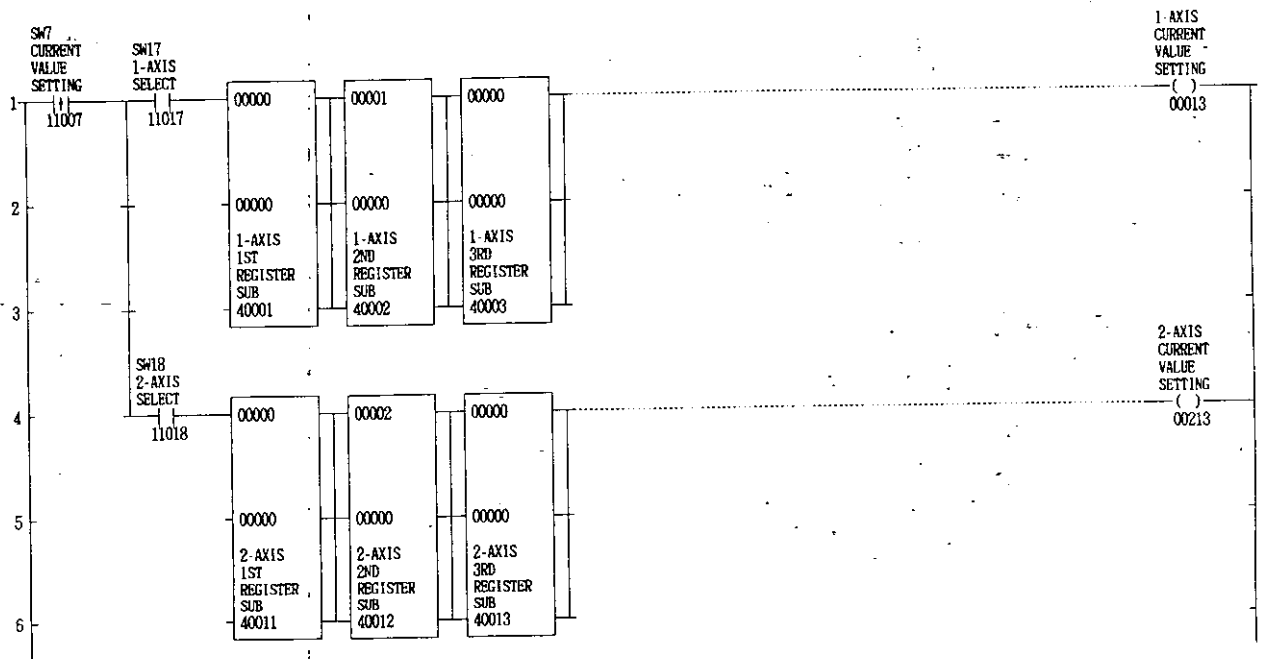 SW7
CURRENT
VALUE
SETTING
11007
SW17
1-AXIS
SELECT
11017
1-AXIS
CURRENT
VALUE
SETTING
( )
00013
1
2
3
4
5
6
00000
00000
1-AXIS
1ST
REGISTER
SUB
40001
00001
00000
1-AXIS
2ND
REGISTER
SUB
40002
00000
00000
1-AXIS
3RD
REGISTER
SUB
40003
SW18
2-AXIS
SELECT
11018
2-AXIS
CURRENT
VALUE
SETTING
( )
00213
00000
00000
2-AXIS
1ST
REGISTER
SUB
40011
00002
00000
2-AXIS
2ND
REGISTER
SUB
40012
00000
00000
2-AXIS
3RD
REGISTER
SUB
40013